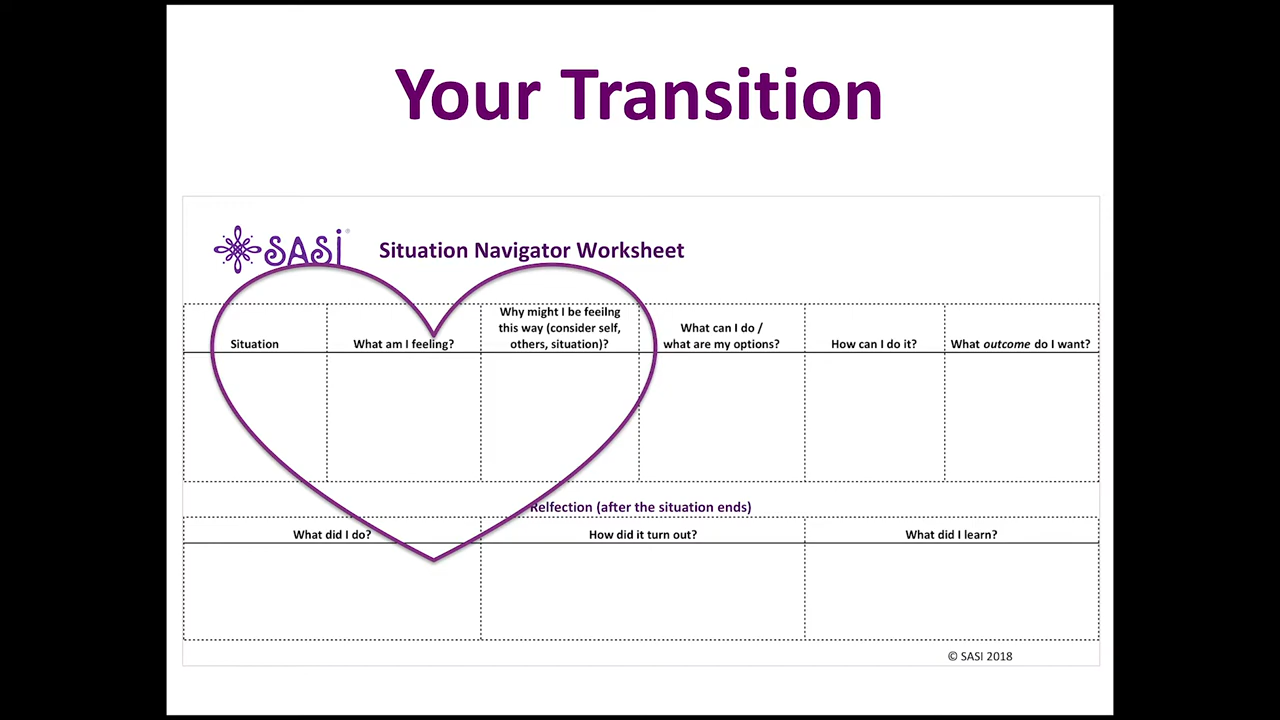 Your Transition
SASi®
Situation Navigator Worksheet
Situation
What am I feeling?
Why might I be feeilng
this way (consider self,
others, situation)?
What can I do /
what are my options?
How can I do it?
What outcome do I want?
Relfection (after the situation ends)
What did I do?
How did it turn out?
What did I learn?
© SASI 2018